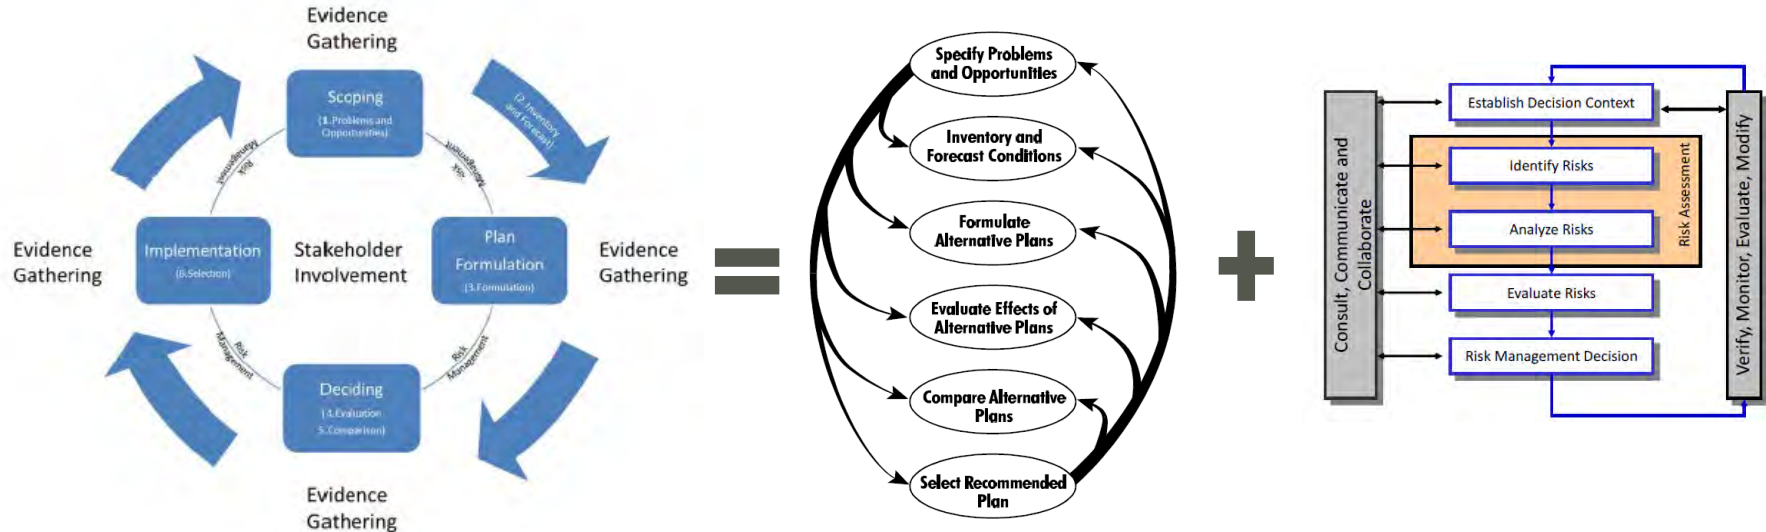 Evidence
Gathering
Scoping
(1.Problems and
Opportunities)
(2.Inventory
and Forecast)
Risk
Management
Risk
Management
Evidence
Gathering
Implementation
(6.Selection)
Stakeholder
Involvement
Plan
Formulation
(3.Formulation)
Evidence
Gathering
Risk
Management
Risk
Management
Deciding
(4.Evaluation
5.Comparison)
Evidence
Gathering
=
Specify Problems
and Opportunities
Inventory and
Forecast Conditions
Formulate
Alternative Plans
Evaluate Effects of
Alternative Plans
Compare Alternative
Plans
Select Recommended
Plan
+
Consult, Communicate and
Collaborate
Establish Decision Context
Identify Risks
Analyze Risks
Risk Assessment
Evaluate Risks
Risk Management Decision
Verify, Monitor, Evaluate, Modify